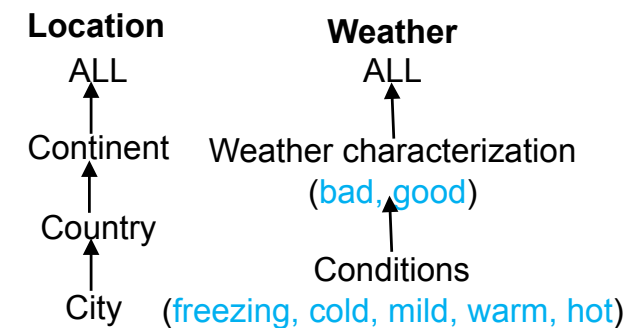 Location
ALL
Continent
Country
City
Weather
ALL
Weather characterization
(bad, good)
Conditions
(freezing, cold, mild, warm, hot)